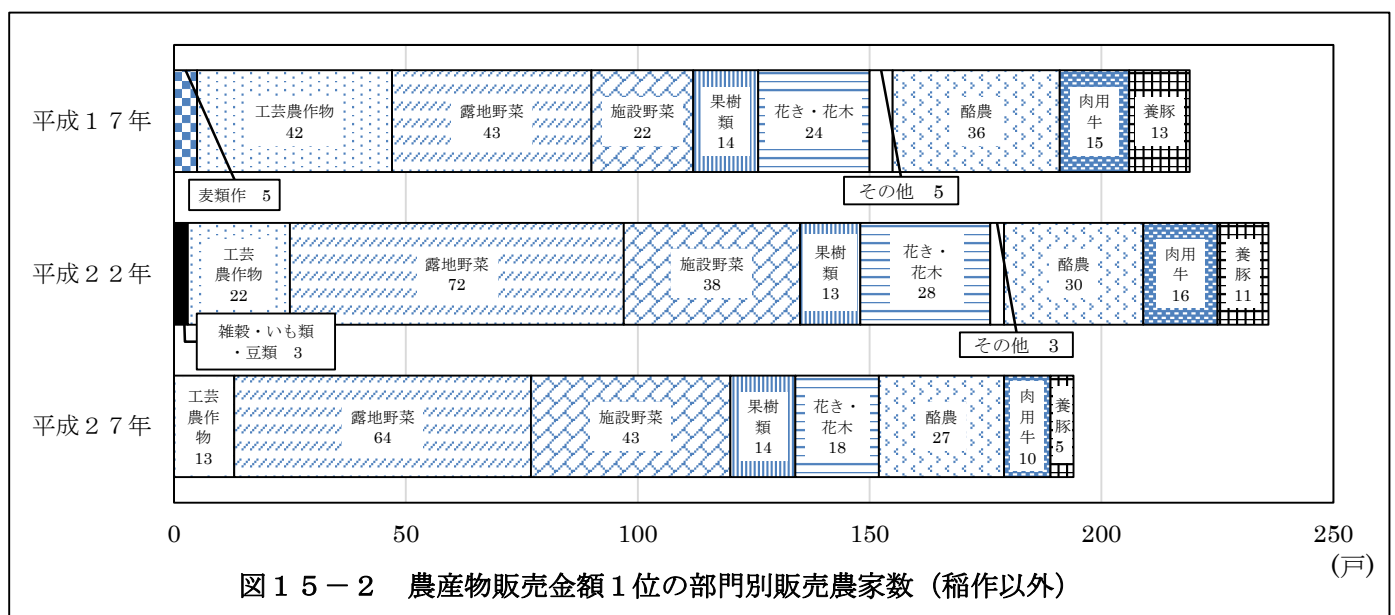 平成１７年
工芸農作物
42
露地野菜
43
施設野菜
22
果樹
類
14
花き・花木
24
酪農
36
肉用
牛
15
養豚
13
麦類作　5
その他　5
平成２２年
工芸
農作物
22
露地野菜
72
施設野菜
38
果樹
類
13
花き・
花木
28
酪農
30
肉用
牛
16
養
豚
11
雑穀・いも類
・豆類　3
その他　3
平成２７年
工芸
農作
物
13
露地野菜
64
施設野菜
43
果樹
類
14
花き・
花木
18
酪農
27
肉
用
牛
10
養
豚
5
0 50 100 150 200 250
(戸)
図１５－２　農産物販売金額１位の部門別販売農家数（稲作以外）